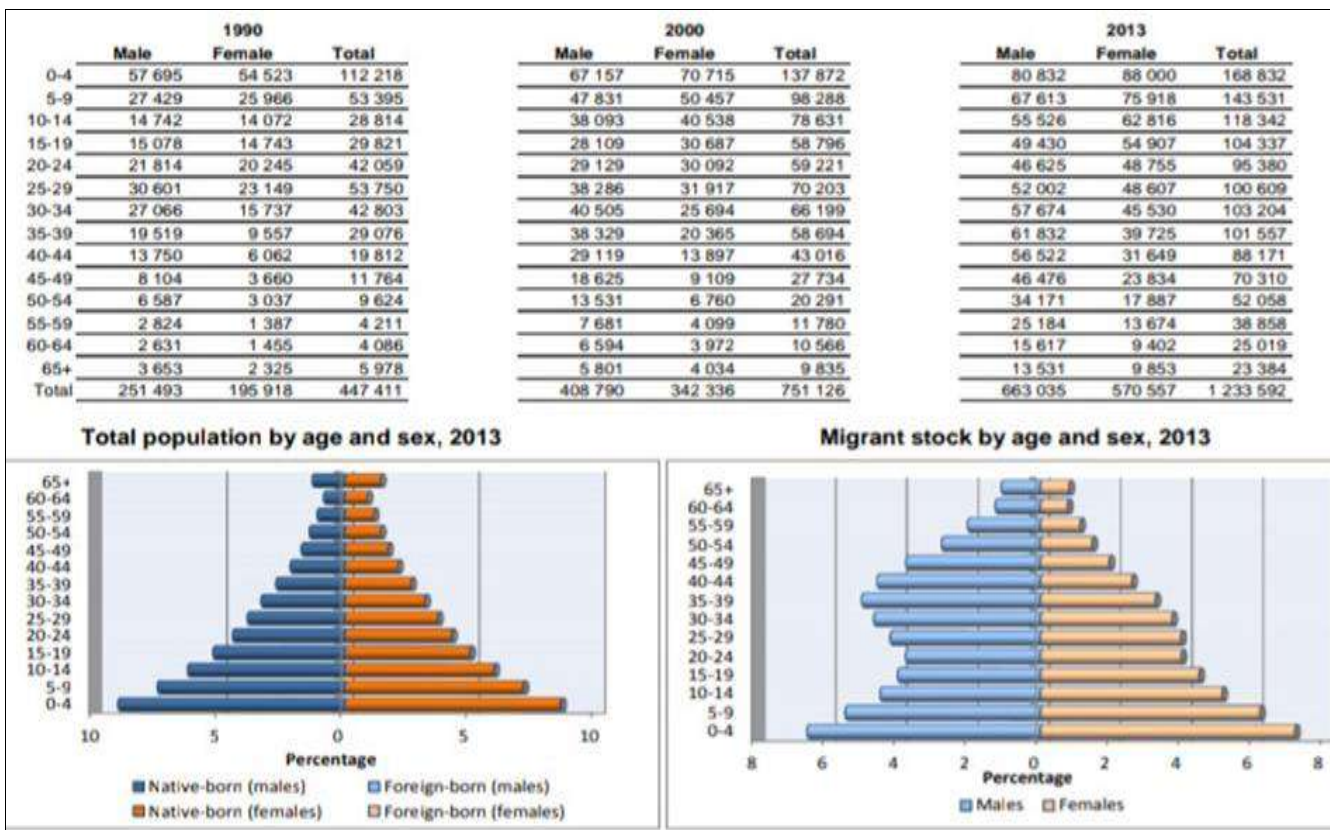 1990 2000 2013
Male Female Total Male Female Total Male Female Total
0-4 57 695 54 523 112 218 67 157 70 715 137 872 80 832 88 000 168 832
5-9 27 429 25 966 53 395 47 831 50 457 98 288 67 613 75 918 143 531
10-14 14 742 14 072 28 814 38 093 40 538 78 631 55 526 62 816 118 342
15-19 15 078 14 743 29 821 28 109 30 687 58 796 49 430 54 907 104 337
20-24 21 814 20 245 42 059 29 129 30 092 59 221 46 625 48 755 95 380
25-29 30 601 23 149 53 750 38 286 31 917 70 203 52 002 48 607 100 609
30-34 27 066 15 737 42 803 40 505 25 694 66 199 57 674 45 530 103 204
35-39 19 519 9 557 29 076 38 329 20 365 58 694 61 832 39 725 101 557
40-44 13 750 6 062 19 812 29 119 13 897 43 016 56 522 31 649 88 171
45-49 8 104 3 660 11 764 18 625 9 109 27 734 46 476 23 834 70 310
50-54 6 587 3 037 9 624 13 531 6 760 20 291 34 171 17 887 52 058
55-59 2 824 1 387 4 211 7 681 4 099 11 780 25 184 13 674 38 858
60-64 2 631 1 455 4 086 6 594 3 972 10 566 15 617 9 402 25 019
65+ 3 653 2 325 5 978 5 801 4 034 9 835 13 531 9 853 23 384
Total 251 493 195 918 447 411 408 790 342 336 751 126 663 035 570 557 1 233 592
Total population by age and sex, 2013
65+
60-64
55-59
50-54
45-49
40-44
35-39
30-34
25-29
20-24
15-19
10-14
5-9
0-4
10 5 0 5 10
Percentage
Native-born (males) Foreign-born (males)
Native-born (females) Foreign-born (females)
Migrant stock by age and sex, 2013
65+
60-64
55-59
50-54
45-49
40-44
35-39
30-34
25-29
20-24
15-19
10-14
5-9
0-4
8 6 4 2 0 2 4 6 8
Percentage
Males Females